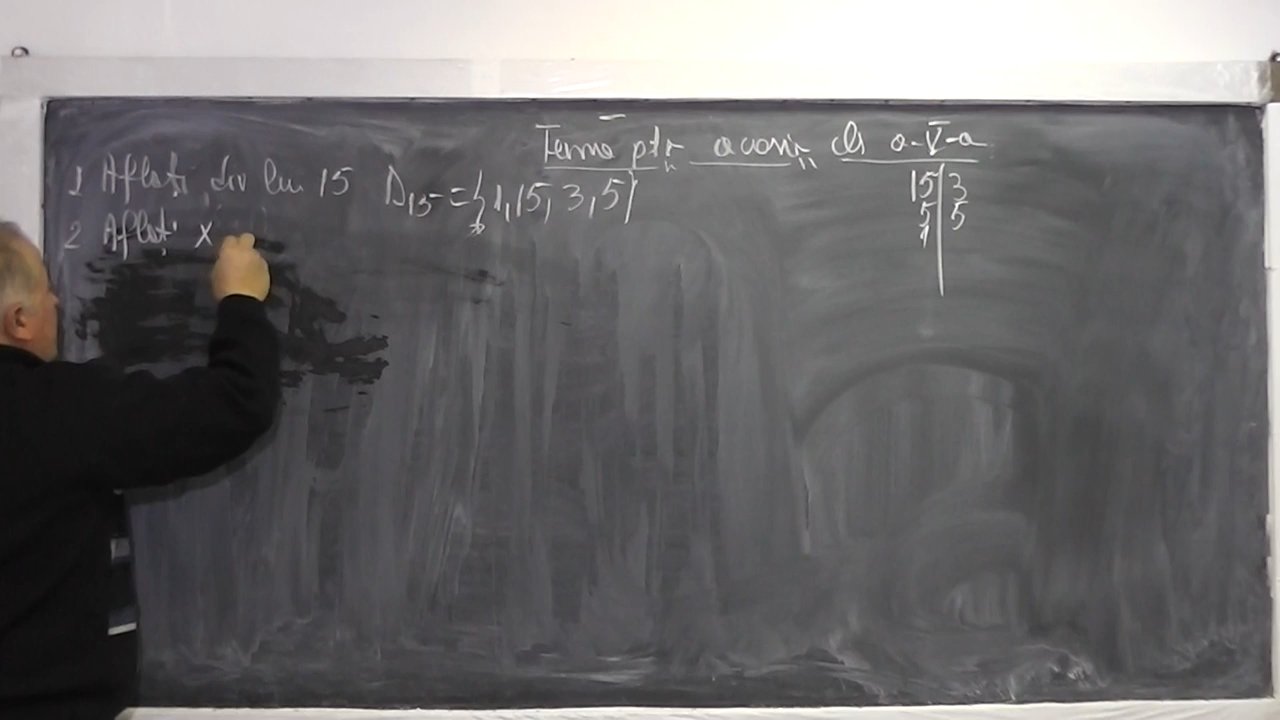 Temă ptr acasă cls a-V-a
1 Aflați div lui 15 D₁₅={1,15,3,5}
15|3
5|5
1|
2 Aflați x